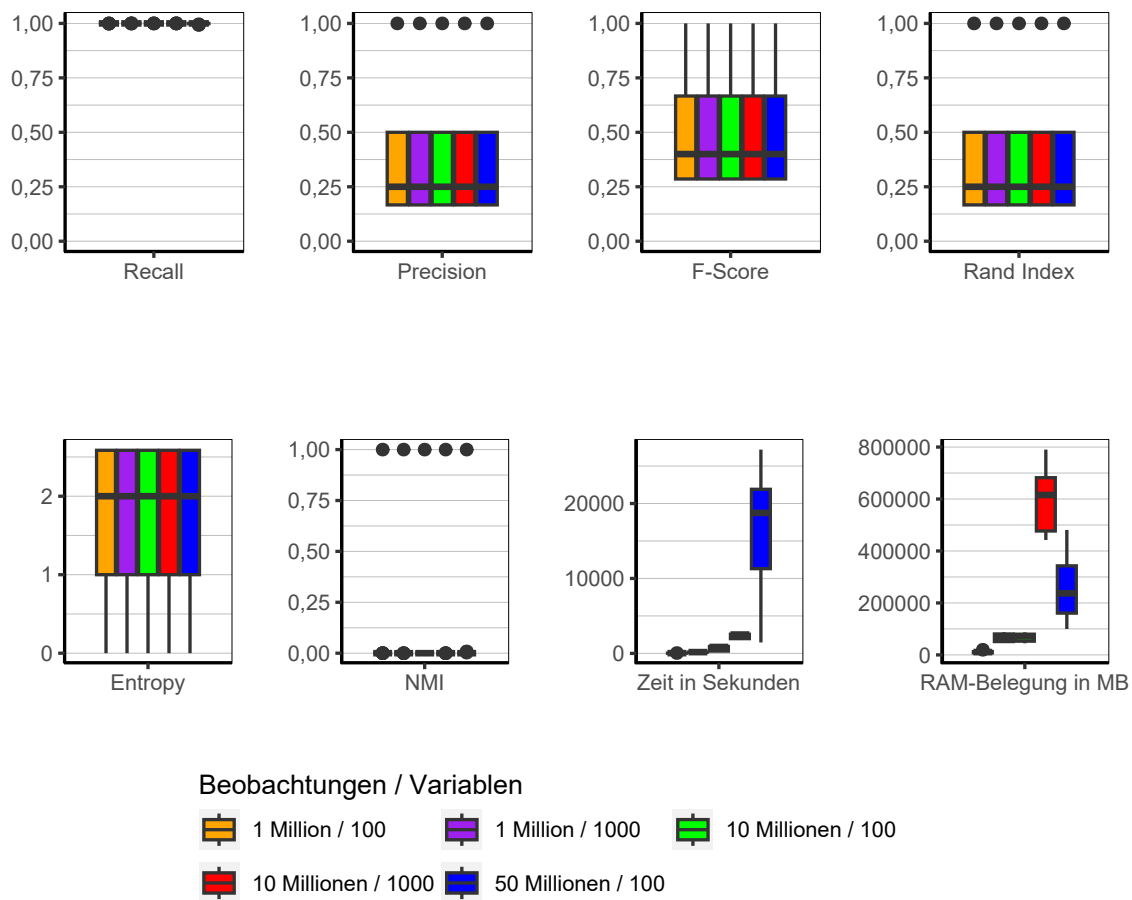 1,00
0,75
0,50
0,25
0,00
Recall
1,00
0,75
0,50
0,25
0,00
Precision
1,00
0,75
0,50
0,25
0,00
F-Score
1,00
0,75
0,50
0,25
0,00
Rand Index
2
1
0
Entropy
1,00
0,75
0,50
0,25
0,00
NMI
20000
10000
0
Zeit in Sekunden
800000
600000
400000
200000
0
RAM-Belegung in MB
Beobachtungen / Variablen
1 Million / 100
1 Million / 1000
10 Millionen / 100
10 Millionen / 1000
50 Millionen / 100